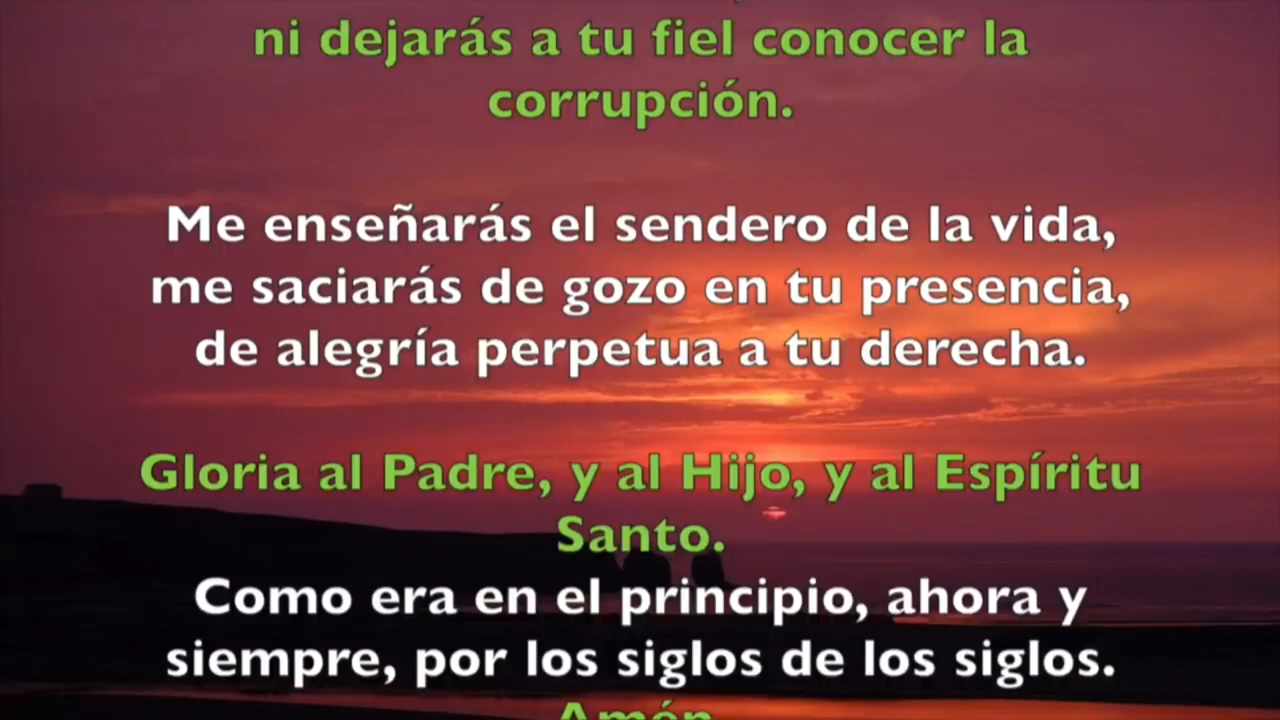 ni dejarás a tu fiel conocer la
corrupción.
Me enseñarás el sendero de la vida,
me saciarás de gozo en tu presencia,
de alegría perpetua a tu derecha.
Gloria al Padre, y al Hijo, y al Espíritu
Santo.
Como era en el principio, ahora y
siempre, por los siglos de los siglos.
Amén.